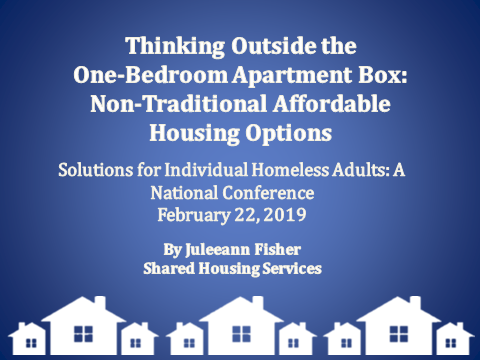 Thinking Outside the
One-Bedroom Apartment Box:
Non-Traditional Affordable
Housing Options
Solutions for Individual Homeless Adults: A
National Conference
February 22, 2019
By Juleeann Fisher
Shared Housing Services